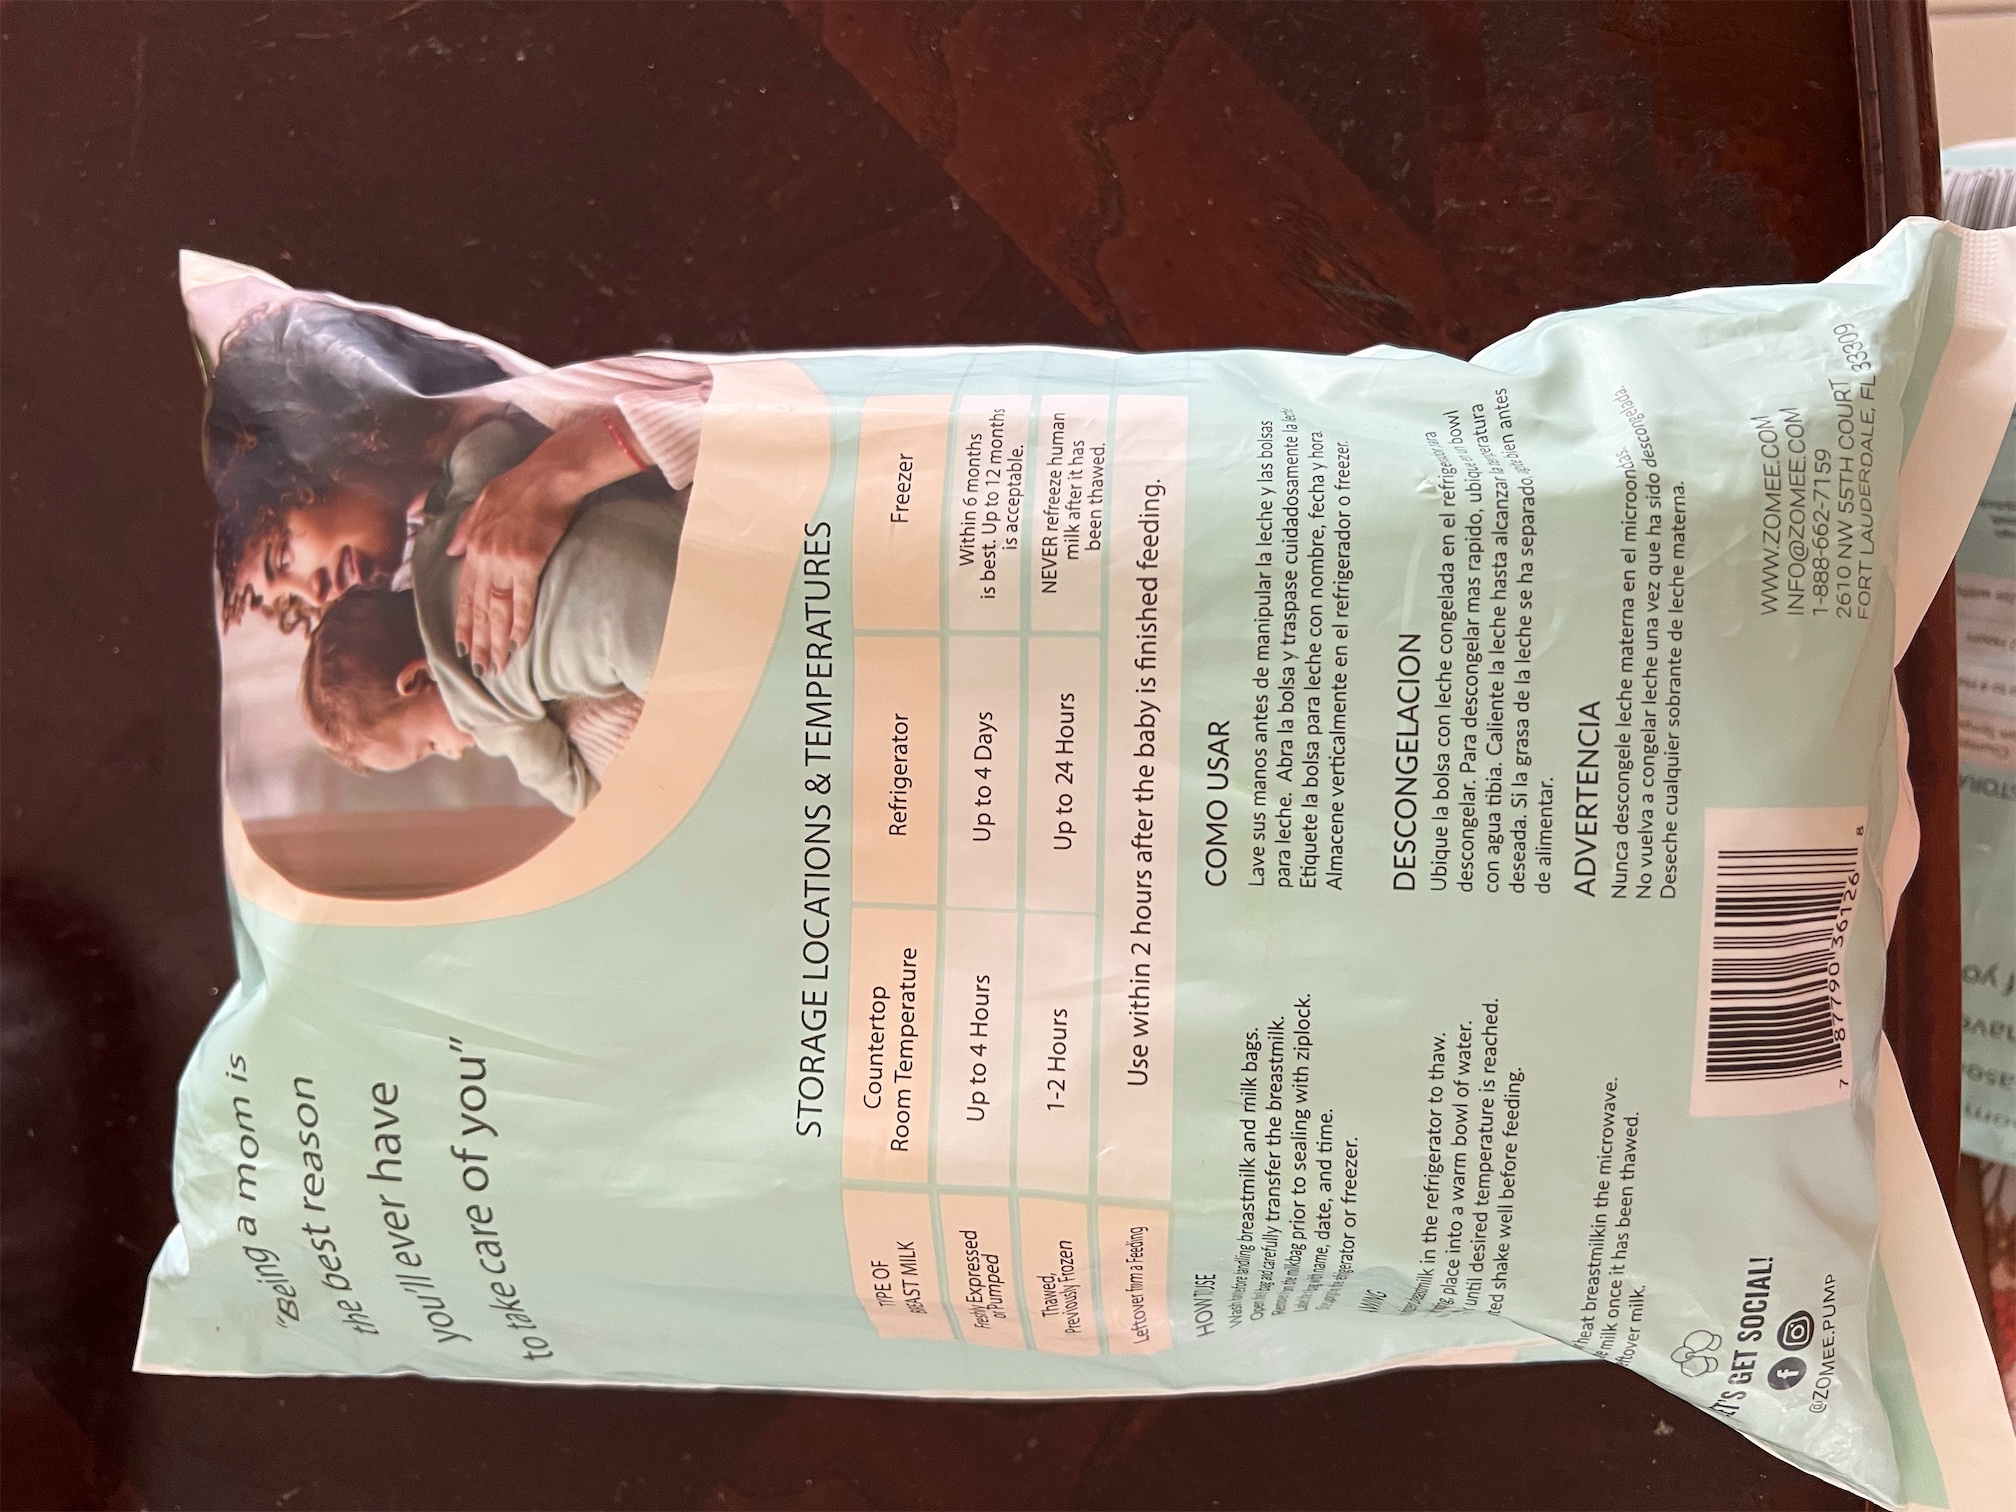 "Being a mom is
the best reason
you'll ever have
to take care of you"
STORAGE LOCATIONS & TEMPERATURES
TYPE OF
BREAST MILK
Countertop
Room Temperature
Refrigerator
Freezer
Freshly Expressed
or Pumped
Up to 4 Hours
Up to 4 Days
Within 6 months
is best. Up to 12 months
is acceptable.
Thawed,
Previously Frozen
1-2 Hours
Up to 24 Hours
NEVER refreeze human
milk after it has
been thawed.
Leftover from a Feeding
Use within 2 hours after the baby is finished feeding.
HOW TO USE
breastmilk and milk bags.
Open the bag and carefully transfer the breastmilk.
milkbag prior to sealing with ziplock.
name, date, and time.
refrigerator or freezer.
breastmilk in the refrigerator to thaw.
place into a warm bowl of water.
until desired temperature is reached.
shake well before feeding.
heat breastmilkin the microwave.
milk once it has been thawed.
leftover milk.
COMO USAR
Lave sus manos antes de manipular la leche y las bolsas
para leche. Abra la bolsa y traspase cuidadosamente la leche
Etiquete la bolsa para leche con nombre, fecha y hora
Almacene verticalmente en el refrigerador o freezer.
DESCONGELACION
Ubique la bolsa con leche congelada en el refrigerador para
descongelar. Para descongelar mas rapido, ubique en un bowl
con agua tibia. Caliente la leche hasta alcanzar la temperatura
deseada. Si la grasa de la leche se ha separado, agite bien antes
de alimentar.
ADVERTENCIA
Nunca descongele leche materna en el microondas.
No vuelva a congelar leche una vez que ha sido descongelada.
Deseche cualquier sobrante de leche materna.
LET'S GET SOCIAL!
@ZOMEE.PUMP
7 87790 36126 8
WWW.ZOMEE.COM
INFO@ZOMEE.COM
1-888-662-7159
2610 NW 55TH COURT
FORT LAUDERDALE, FL 33309